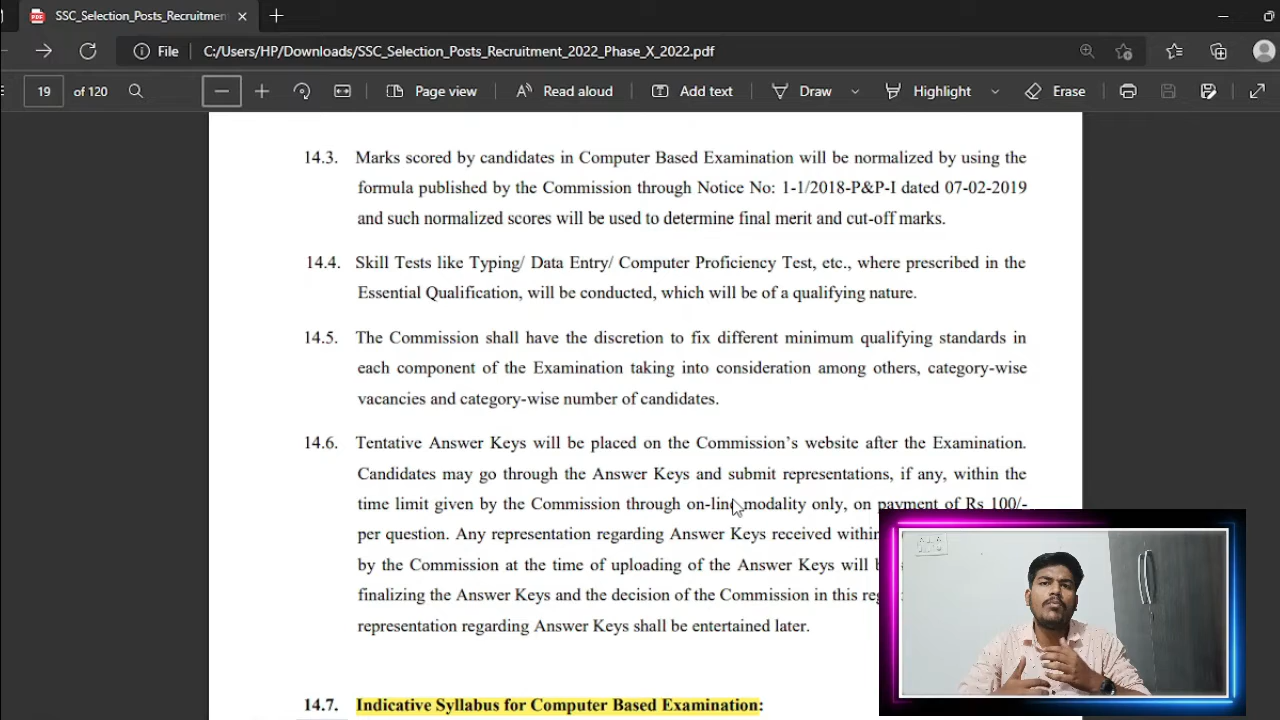 SSC_Selection_Posts_Recruitment
File C:/Users/HP/Downloads/SSC_Selection_Posts_Recruitment_2022_Phase_X_2022.pdf
19 of 120 Page view Read aloud Add text Draw Highlight Erase
14.3. Marks scored by candidates in Computer Based Examination will be normalized by using the
formula published by the Commission through Notice No: 1-1/2018-P&P-I dated 07-02-2019
and such normalized scores will be used to determine final merit and cut-off marks.
14.4. Skill Tests like Typing/ Data Entry/ Computer Proficiency Test, etc., where prescribed in the
Essential Qualification, will be conducted, which will be of a qualifying nature.
14.5. The Commission shall have the discretion to fix different minimum qualifying standards in
each component of the Examination taking into consideration among others, category-wise
vacancies and category-wise number of candidates.
14.6. Tentative Answer Keys will be placed on the Commission's website after the Examination.
Candidates may go through the Answer Keys and submit representations, if any, within the
time limit given by the Commission through on-line modality only, on payment of Rs 100/-
per question. Any representation regarding Answer Keys received within
by the Commission at the time of uploading of the Answer Keys will
finalizing the Answer Keys and the decision of the Commission in this
representation regarding Answer Keys shall be entertained later.
14.7. Indicative Syllabus for Computer Based Examination: